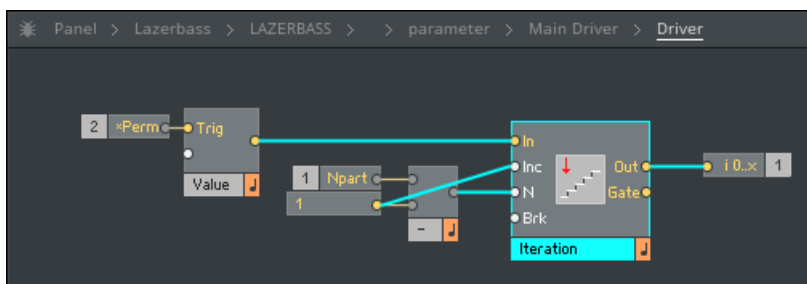 Panel > Lazerbass > LAZERBASS > > parameter > Main Driver > Driver
2 ×Perm Trig
Value
1 Npart
1
-
In
Inc
N
Brk
Out
Gate
Iteration
i 0..× 1